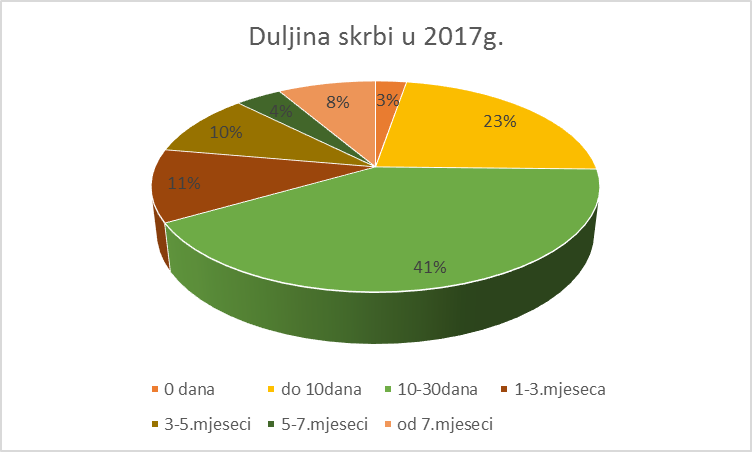 Duljina skrbi u 2017g.
3%
23%
41%
11%
10%
4%
8%
0 dana
do 10dana
10-30dana
1-3.mjeseca
3-5.mjeseci
5-7.mjeseci
od 7.mjeseci